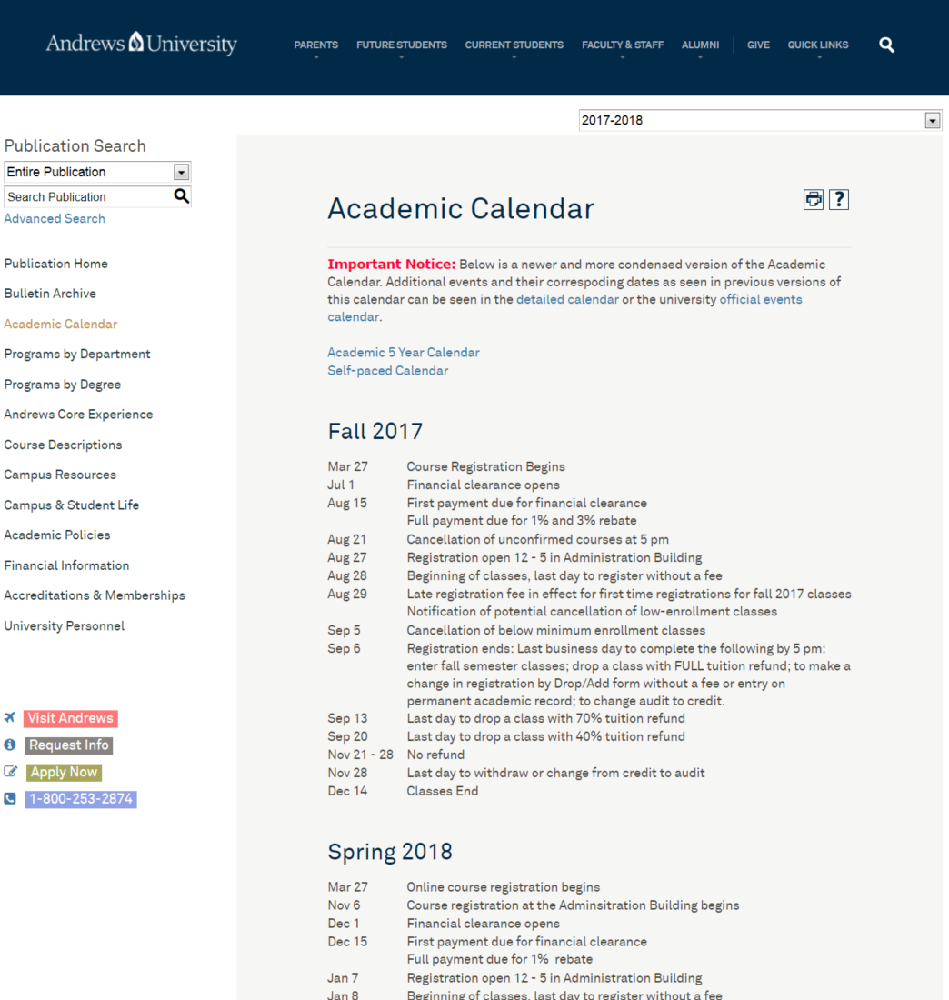 Andrews University
PARENTS
FUTURE STUDENTS
CURRENT STUDENTS
FACULTY & STAFF
ALUMNI
GIVE
QUICK LINKS
2017-2018
Publication Search
Entire Publication
Search Publication
Advanced Search
Publication Home
Bulletin Archive
Academic Calendar
Programs by Department
Programs by Degree
Andrews Core Experience
Course Descriptions
Campus Resources
Campus & Student Life
Academic Policies
Financial Information
Accreditations & Memberships
University Personnel
Visit Andrews
Request Info
Apply Now
1-800-253-2874
Academic Calendar
?
Important Notice: Below is a newer and more condensed version of the Academic
Calendar. Additional events and their correspoding dates as seen in previous versions of
this calendar can be seen in the detailed calendar or the university official events
calendar.
Academic 5 Year Calendar
Self-paced Calendar
Fall 2017
Mar 27 Course Registration Begins
Jul 1 Financial clearance opens
Aug 15 First payment due for financial clearance
Full payment due for 1% and 3% rebate
Aug 21 Cancellation of unconfirmed courses at 5 pm
Aug 27 Registration open 12 - 5 in Administration Building
Aug 28 Beginning of classes, last day to register without a fee
Aug 29 Late registration fee in effect for first time registrations for fall 2017 classes
Notification of potential cancellation of low-enrollment classes
Sep 5 Cancellation of below minimum enrollment classes
Sep 6 Registration ends: Last business day to complete the following by 5 pm:
enter fall semester classes; drop a class with FULL tuition refund; to make a
change in registration by Drop/Add form without a fee or entry on
permanent academic record; to change audit to credit.
Sep 13 Last day to drop a class with 70% tuition refund
Sep 20 Last day to drop a class with 40% tuition refund
Nov 21 - 28 No refund
Nov 28 Last day to withdraw or change from credit to audit
Dec 14 Classes End
Spring 2018
Mar 27 Online course registration begins
Nov 6 Course registration at the Adminsitration Building begins
Dec 1 Financial clearance opens
Dec 15 First payment due for financial clearance
Full payment due for 1% rebate
Jan 7 Registration open 12 - 5 in Administration Building
Jan 8 Beginning of classes, last day to register without a fee